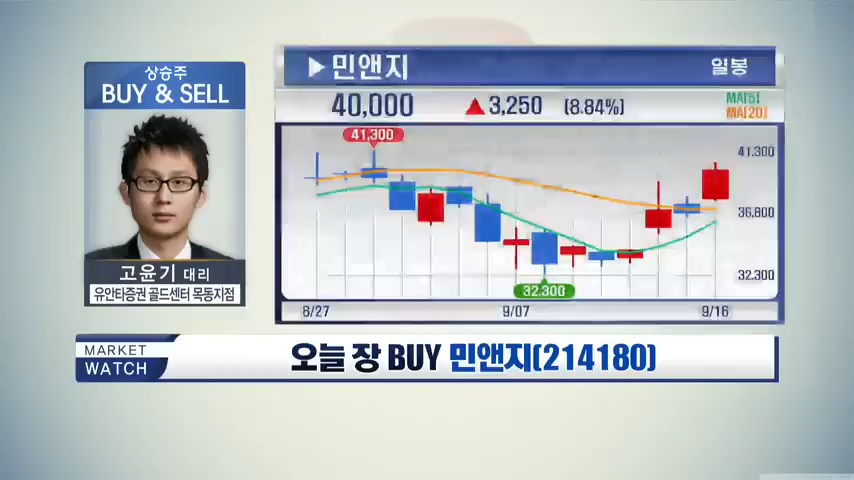 상승주
BUY & SELL
고윤기 대리
유안타증권 골드센터 목동지점
▶민앤지
일봉
40,000 ▲3,250 (8.84%)
MA[5]
MA[20]
41,300
41,300
36,800
32,300
32,300
8/27 9/07 9/16
MARKET WATCH
오늘 장 BUY 민앤지(214180)